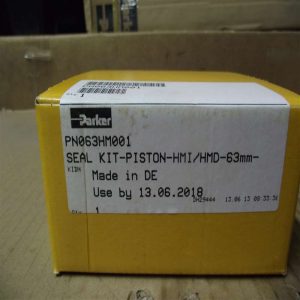 Parker
PN063HM001
SEAL KIT-PISTON-HMI/HMD-63mm-
Made in DE
Use by 13.06.2018
1